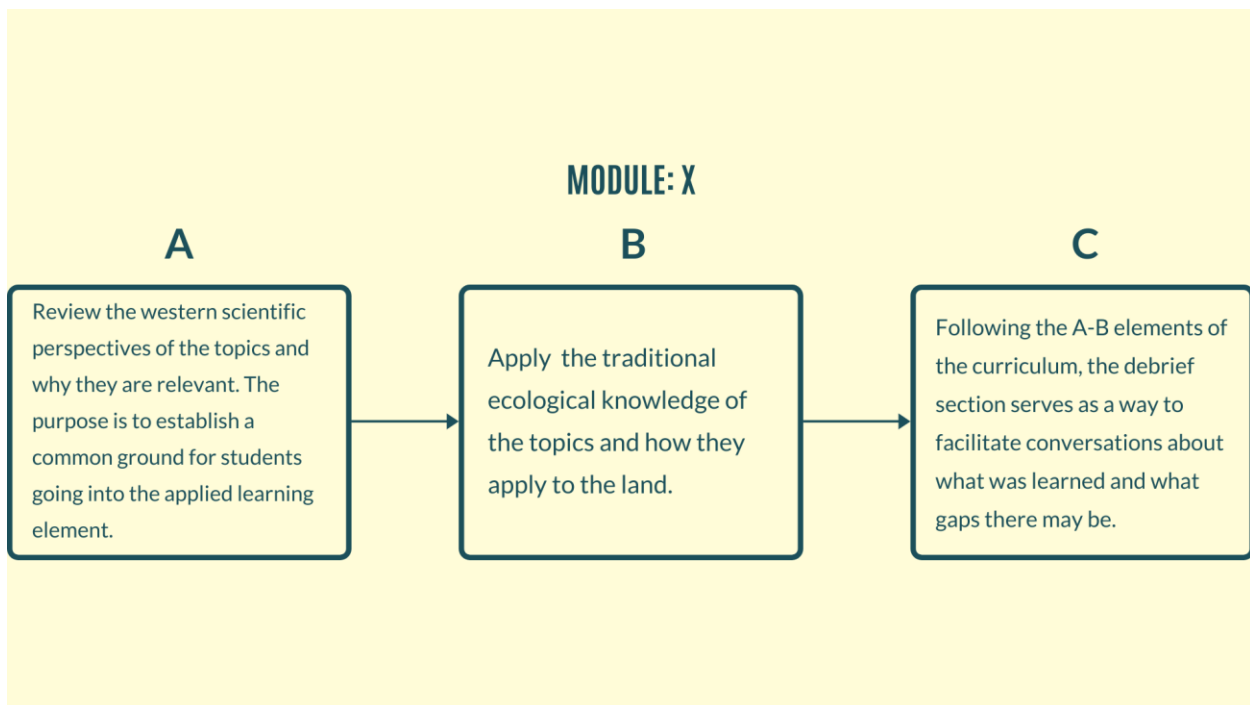 MODULE: X
A
Review the western scientific
perspectives of the topics and
why they are relevant. The
purpose is to establish a
common ground for students
going into the applied learning
element.
B
Apply  the traditional
ecological knowledge of
the topics and how they
apply to the land.
C
Following the A-B elements of
the curriculum, the debrief
section serves as a way to
facilitate conversations about
what was learned and what
gaps there may be.